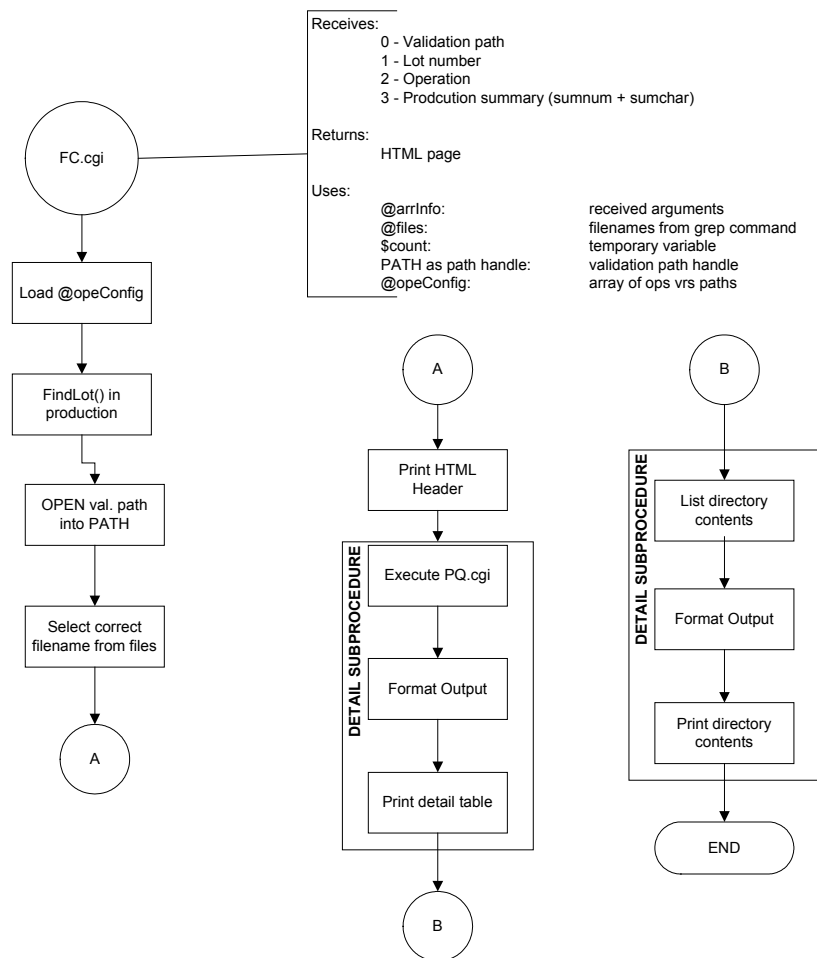 Receives:
0 - Validation path
1 - Lot number
2 - Operation
3 - Prodcution summary (sumnum + sumchar)
Returns:
HTML page
Uses:
@arrInfo: received arguments
@files: filenames from grep command
$count: temporary variable
PATH as path handle: validation path handle
@opeConfig: array of ops vrs paths
FC.cgi
Load @opeConfig
FindLot() in
production
OPEN val. path
into PATH
Select correct
filename from files
A
A
Print HTML
Header
DETAIL SUBPROCEDURE
Execute PQ.cgi
Format Output
Print detail table
B
B
DETAIL SUBPROCEDURE
List directory
contents
Format Output
Print directory
contents
END